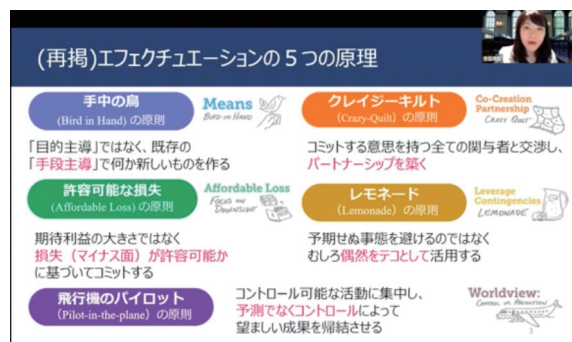 (再掲)エフェクチュエーションの５つの原理
手中の鳥
(Bird in Hand) の原則
Means
BIRD-IN HAND
「目的主導」ではなく、既存の
「手段主導」で何か新しいものを作る
クレイジーキルト
(Crazy-Quilt) の原則
Co-Creation
Partnership
CRAZY QUILT
コミットする意思を持つ全ての関与者と交渉し、
パートナーシップを築く
許容可能な損失
(Affordable Loss) の原則
Affordable Loss
FOCUS ON
DOWNSIDE
期待利益の大きさではなく
損失（マイナス面）が許容可能か
に基づいてコミットする
レモネード
(Lemonade) の原則
Leverage
Contingencies
LEMONADE
予期せぬ事態を避けるのではなく
むしろ偶然をテコとして活用する
飛行機のパイロット
(Pilot-in-the-plane) の原則
コントロール可能な活動に集中し、
予測でなくコントロールによって
望ましい成果を帰結させる
Worldview:
CONTROL VS. PREDICTION
3